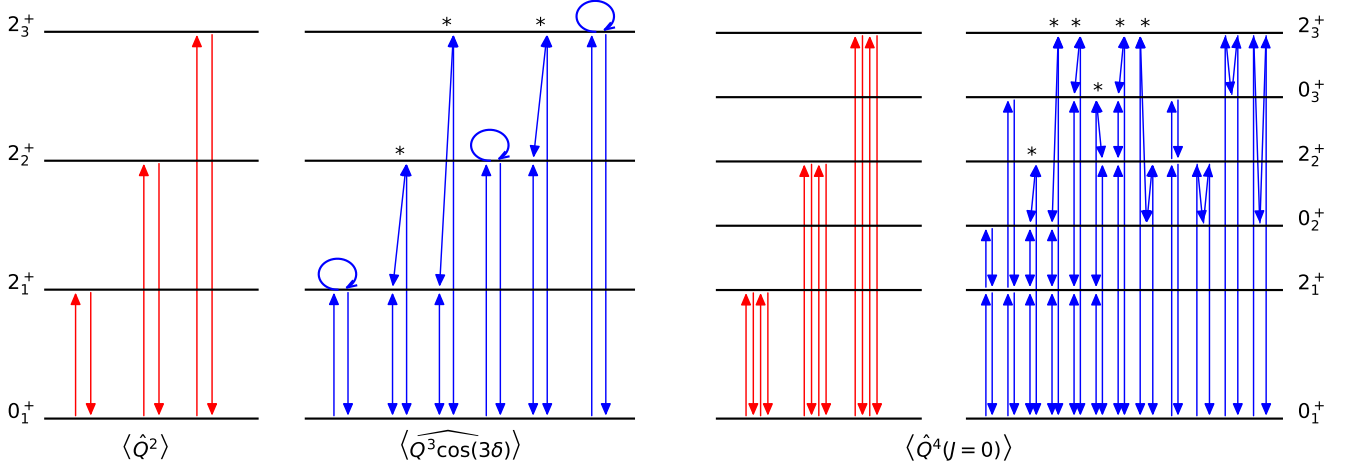 2₃⁺
2₂⁺
2₁⁺
0₁⁺
* * * * * * * * *
2₃⁺
0₃⁺
2₂⁺
0₂⁺
2₁⁺
0₁⁺
⟨Q̂²⟩
⟨Q³cos(3δ)⟩
⟨Q̂⁴(J = 0)⟩